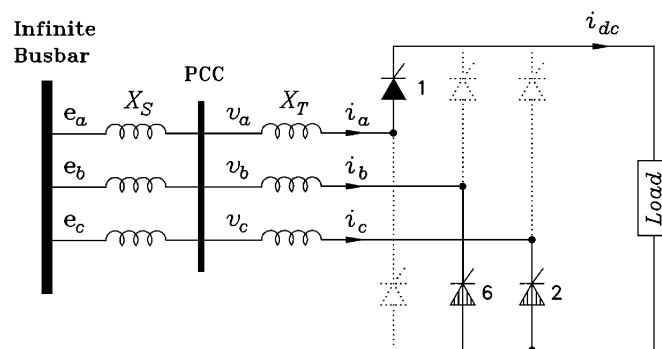 Infinite
Busbar
PCC
i_dc
e_a
X_S
v_a
X_T
i_a
1
e_b
v_b
i_b
e_c
v_c
i_c
6
2
Load